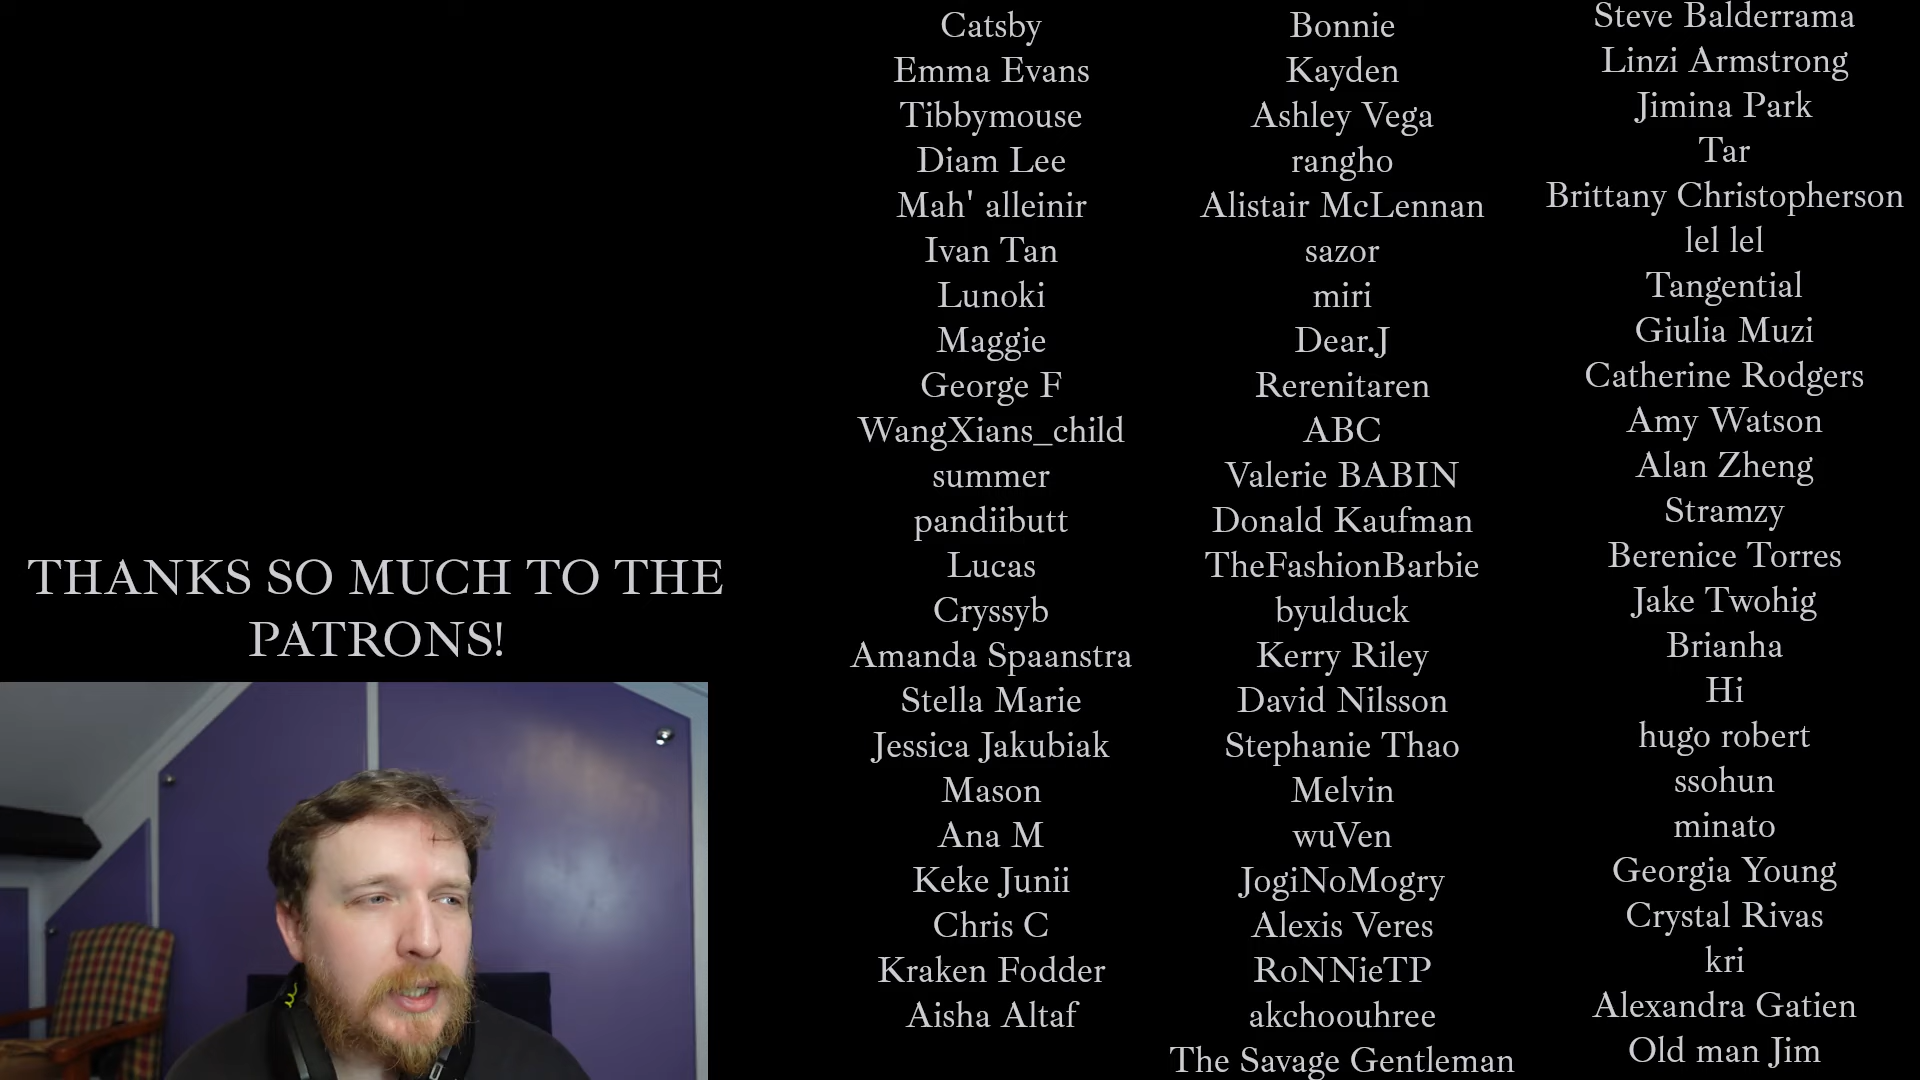 THANKS SO MUCH TO THE
PATRONS!
Catsby
Emma Evans
Tibbymouse
Diam Lee
Mah' alleinir
Ivan Tan
Lunoki
Maggie
George F
WangXians_child
summer
pandiibutt
Lucas
Cryssyb
Amanda Spaanstra
Stella Marie
Jessica Jakubiak
Mason
Ana M
Keke Junii
Chris C
Kraken Fodder
Aisha Altaf
Bonnie
Kayden
Ashley Vega
rangho
Alistair McLennan
sazor
miri
Dear.J
Rerenitaren
ABC
Valerie BABIN
Donald Kaufman
TheFashionBarbie
byulduck
Kerry Riley
David Nilsson
Stephanie Thao
Melvin
wuVen
JogiNoMogry
Alexis Veres
RoNNieTP
akchoouhree
The Savage Gentleman
Steve Balderrama
Linzi Armstrong
Jimina Park
Tar
Brittany Christopherson
lel lel
Tangential
Giulia Muzi
Catherine Rodgers
Amy Watson
Alan Zheng
Stramzy
Berenice Torres
Jake Twohig
Brianha
Hi
hugo robert
ssohun
minato
Georgia Young
Crystal Rivas
kri
Alexandra Gatien
Old man Jim